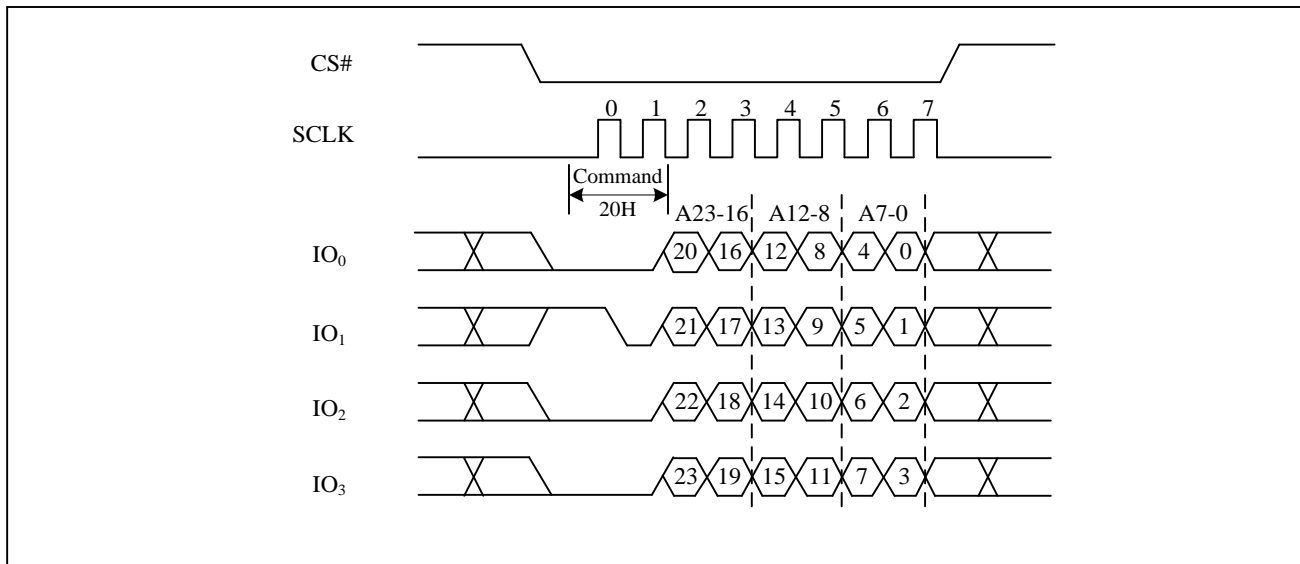 CS#
0 1 2 3 4 5 6 7
SCLK
Command
20H
A23-16 A12-8 A7-0
IO₀ 20 16 12 8 4 0
IO₁ 21 17 13 9 5 1
IO₂ 22 18 14 10 6 2
IO₃ 23 19 15 11 7 3